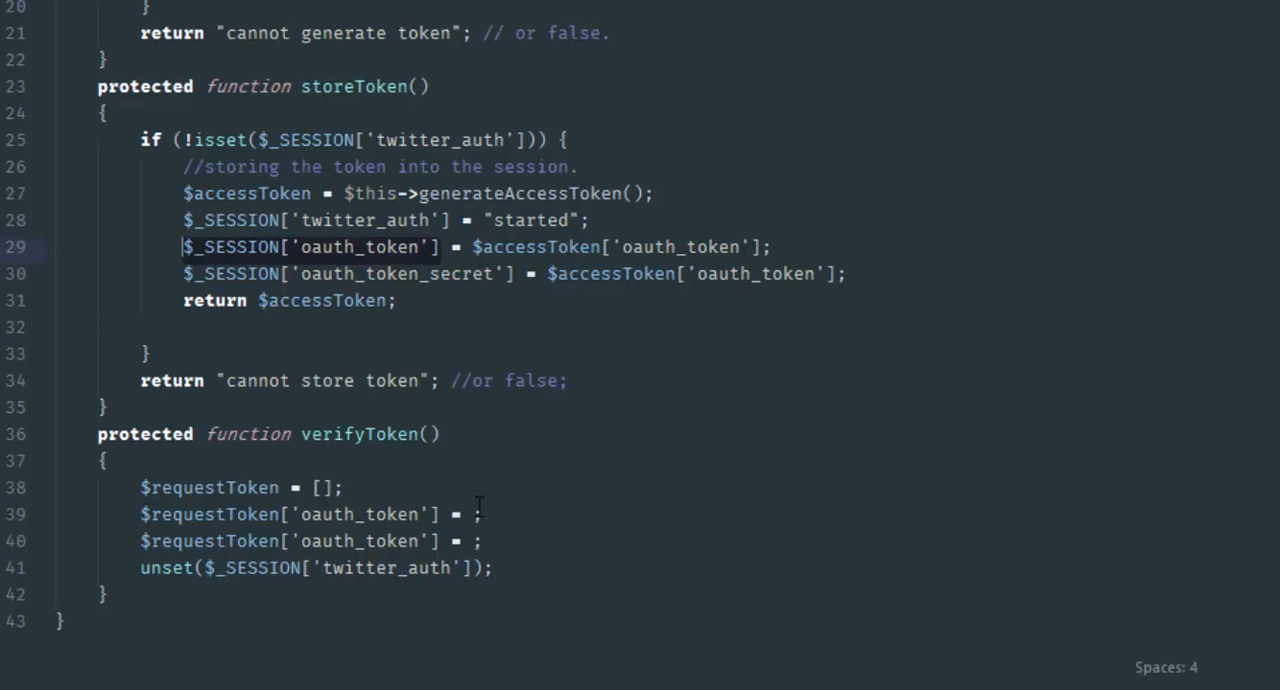 20 }
21 return "cannot generate token"; // or false.
22 }
23 protected function storeToken()
24 {
25 if (!isset($_SESSION['twitter_auth'])) {
26 //storing the token into the session.
27 $accessToken = $this->generateAccessToken();
28 $_SESSION['twitter_auth'] = "started";
29 $_SESSION['oauth_token'] = $accessToken['oauth_token'];
30 $_SESSION['oauth_token_secret'] = $accessToken['oauth_token'];
31 return $accessToken;
32
33 }
34 return "cannot store token"; //or false;
35 }
36 protected function verifyToken()
37 {
38 $requestToken = [];
39 $requestToken['oauth_token'] = ;
40 $requestToken['oauth_token'] = ;
41 unset($_SESSION['twitter_auth']);
42 }
43 }
Spaces: 4